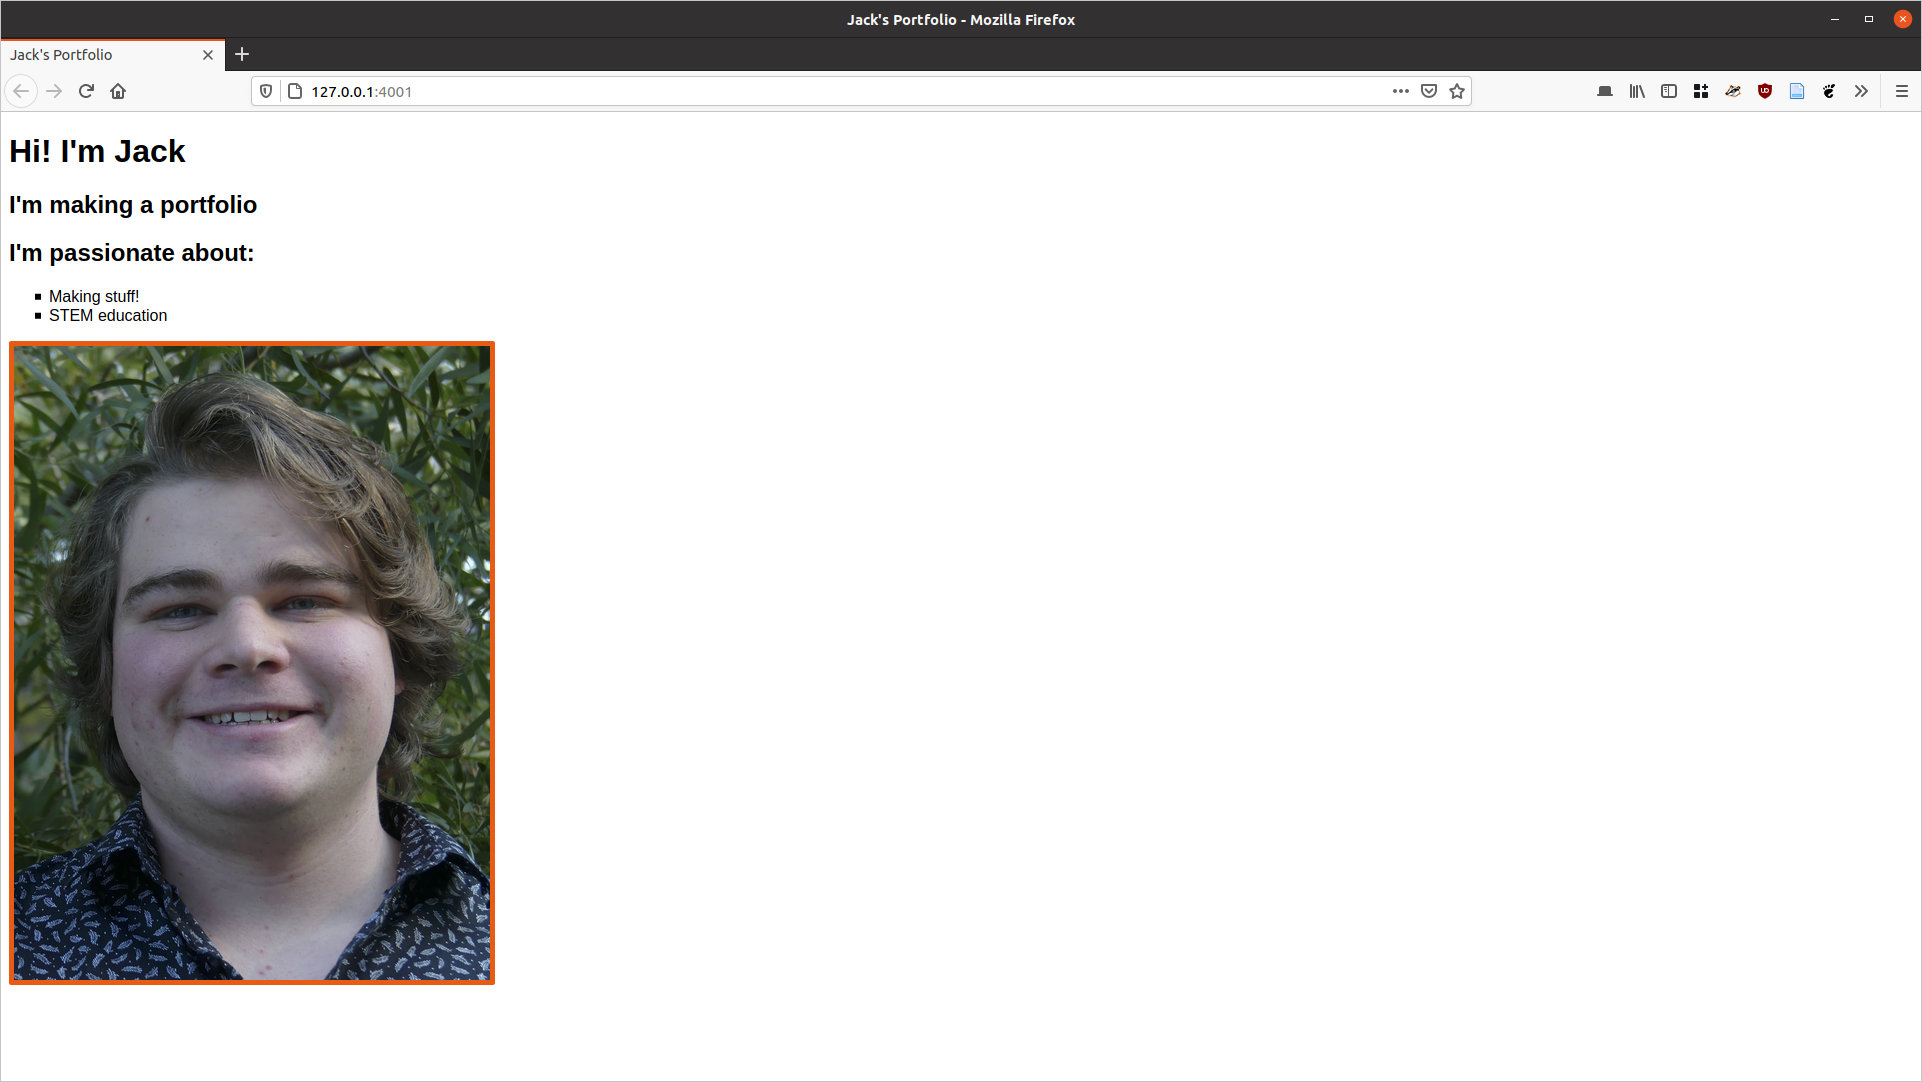 Jack's Portfolio - Mozilla Firefox
Jack's Portfolio
127.0.0.1:4001
Hi! I'm Jack
I'm making a portfolio
I'm passionate about:
Making stuff!
STEM education